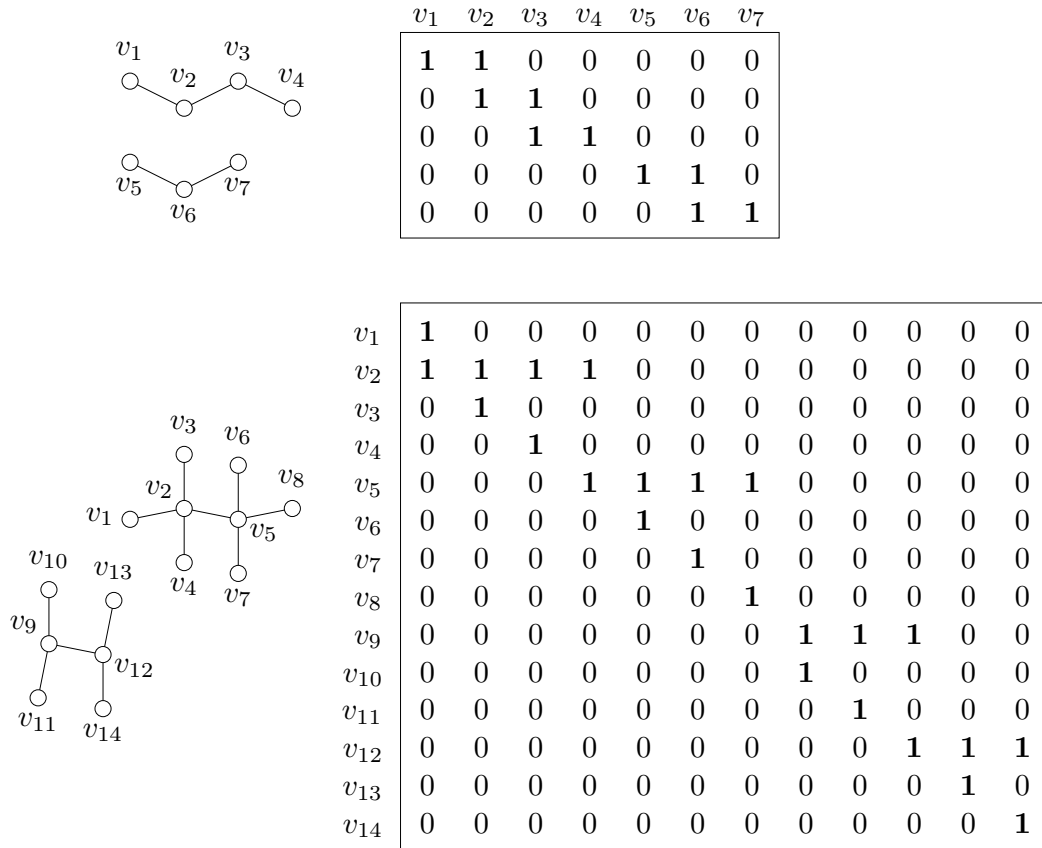 v1 v2 v3 v4 v5 v6 v7
v1 v2 v3 v4
v5 v6 v7
1 1 0 0 0 0 0
0 1 1 0 0 0 0
0 0 1 1 0 0 0
0 0 0 0 1 1 0
0 0 0 0 0 1 1
v3 v6
v2 v8
v1 v5
v4 v7
v10 v13
v9 v12
v11 v14
v1 1 0 0 0 0 0 0 0 0 0 0 0
v2 1 1 1 1 0 0 0 0 0 0 0 0
v3 0 1 0 0 0 0 0 0 0 0 0 0
v4 0 0 1 0 0 0 0 0 0 0 0 0
v5 0 0 0 1 1 1 1 0 0 0 0 0
v6 0 0 0 0 1 0 0 0 0 0 0 0
v7 0 0 0 0 0 1 0 0 0 0 0 0
v8 0 0 0 0 0 0 1 0 0 0 0 0
v9 0 0 0 0 0 0 0 1 1 1 0 0
v10 0 0 0 0 0 0 0 1 0 0 0 0
v11 0 0 0 0 0 0 0 0 1 0 0 0
v12 0 0 0 0 0 0 0 0 0 1 1 1
v13 0 0 0 0 0 0 0 0 0 0 1 0
v14 0 0 0 0 0 0 0 0 0 0 0 1